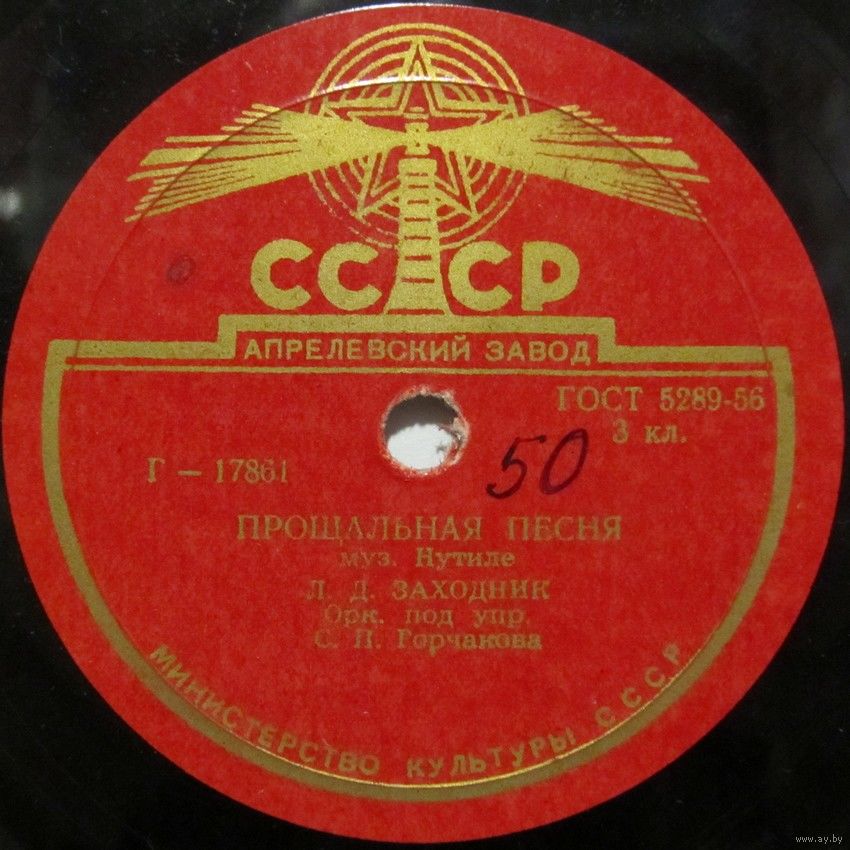 СССР
АПРЕЛЕВСКИЙ ЗАВОД
ГОСТ 5289-56
3 кл.
Г — 17861
50
ПРОЩАЛЬНАЯ ПЕСНЯ
муз. Нутиле
Л. Д. ЗАХОДНИК
Орк. под упр.
С. П. Горчакова
МИНИСТЕРСТВО КУЛЬТУРЫ СССР
www.ay.by